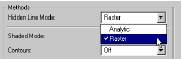 Methods
Hidden Line Mode: Raster
Analytic
Shaded Mode: ✓ Raster
Contours: Off